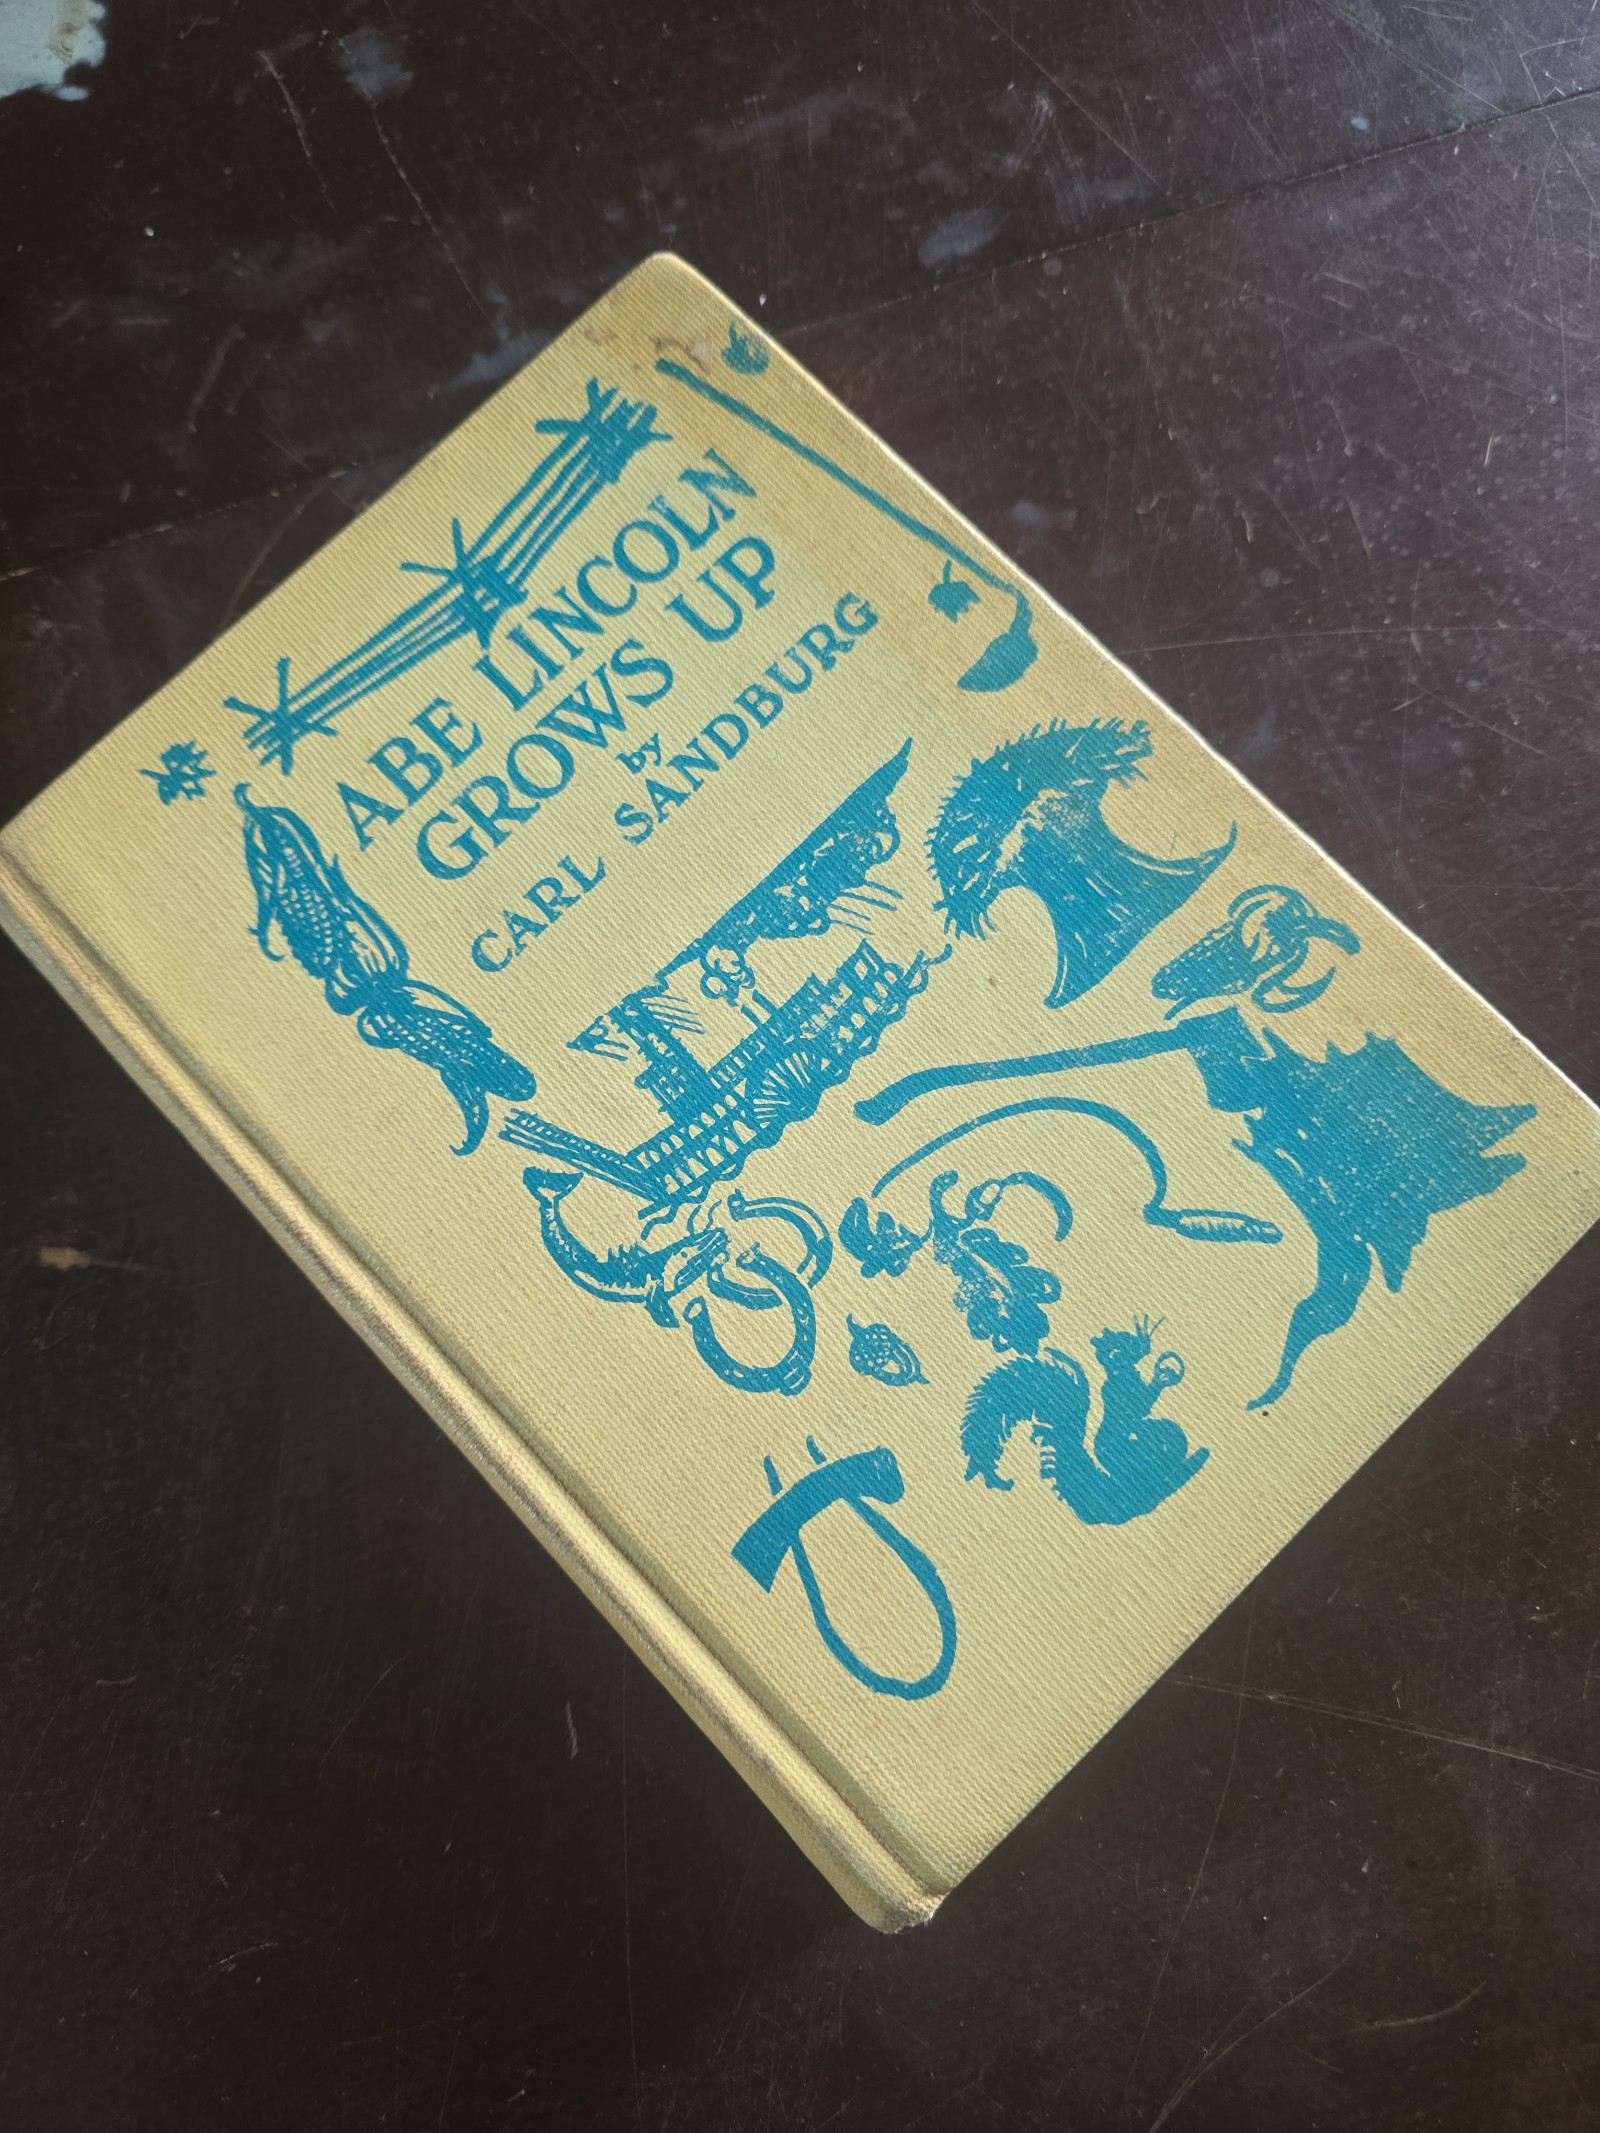 ABE LINCOLN
GROWS UP
by
CARL SANDBURG